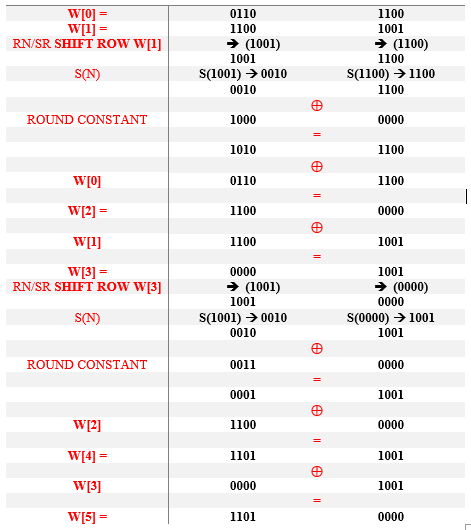 W[0] = 0110 1100
W[1] = 1100 1001
RN/SR SHIFT ROW W[1] ➔ (1001) ➔ (1100)
1001 1100
S(N) S(1001) ➔ 0010 S(1100) ➔ 1100
0010 1100
⊕
ROUND CONSTANT 1000 0000
=
1010 1100
⊕
W[0] 0110 1100
=
W[2] = 1100 0000
⊕
W[1] 1100 1001
=
W[3] = 0000 1001
RN/SR SHIFT ROW W[3] ➔ (1001) ➔ (0000)
1001 0000
S(N) S(1001) ➔ 0010 S(0000) ➔ 1001
0010 1001
⊕
ROUND CONSTANT 0011 0000
=
0001 1001
⊕
W[2] 1100 0000
=
W[4] = 1101 1001
⊕
W[3] 0000 1001
=
W[5] = 1101 0000